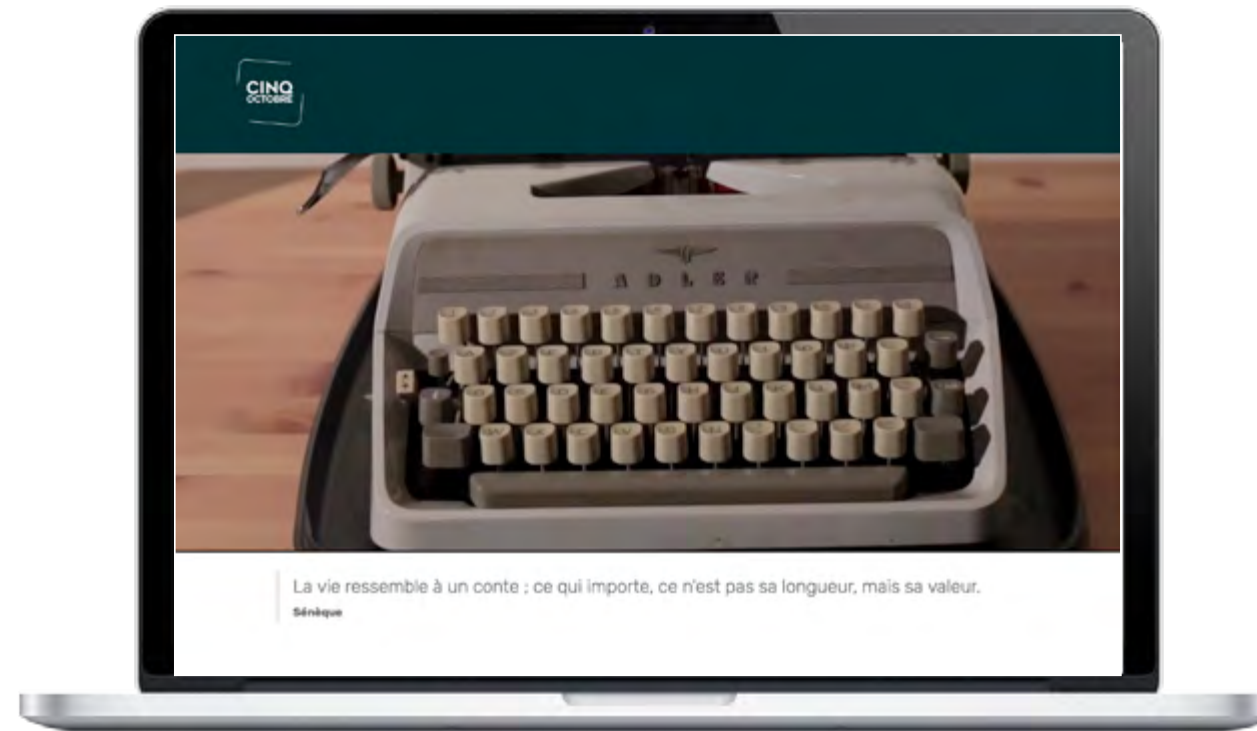 CINQ
OCTOBRE
ADLER
La vie ressemble à un conte ; ce qui importe, ce n'est pas sa longueur, mais sa valeur.
Sénèque